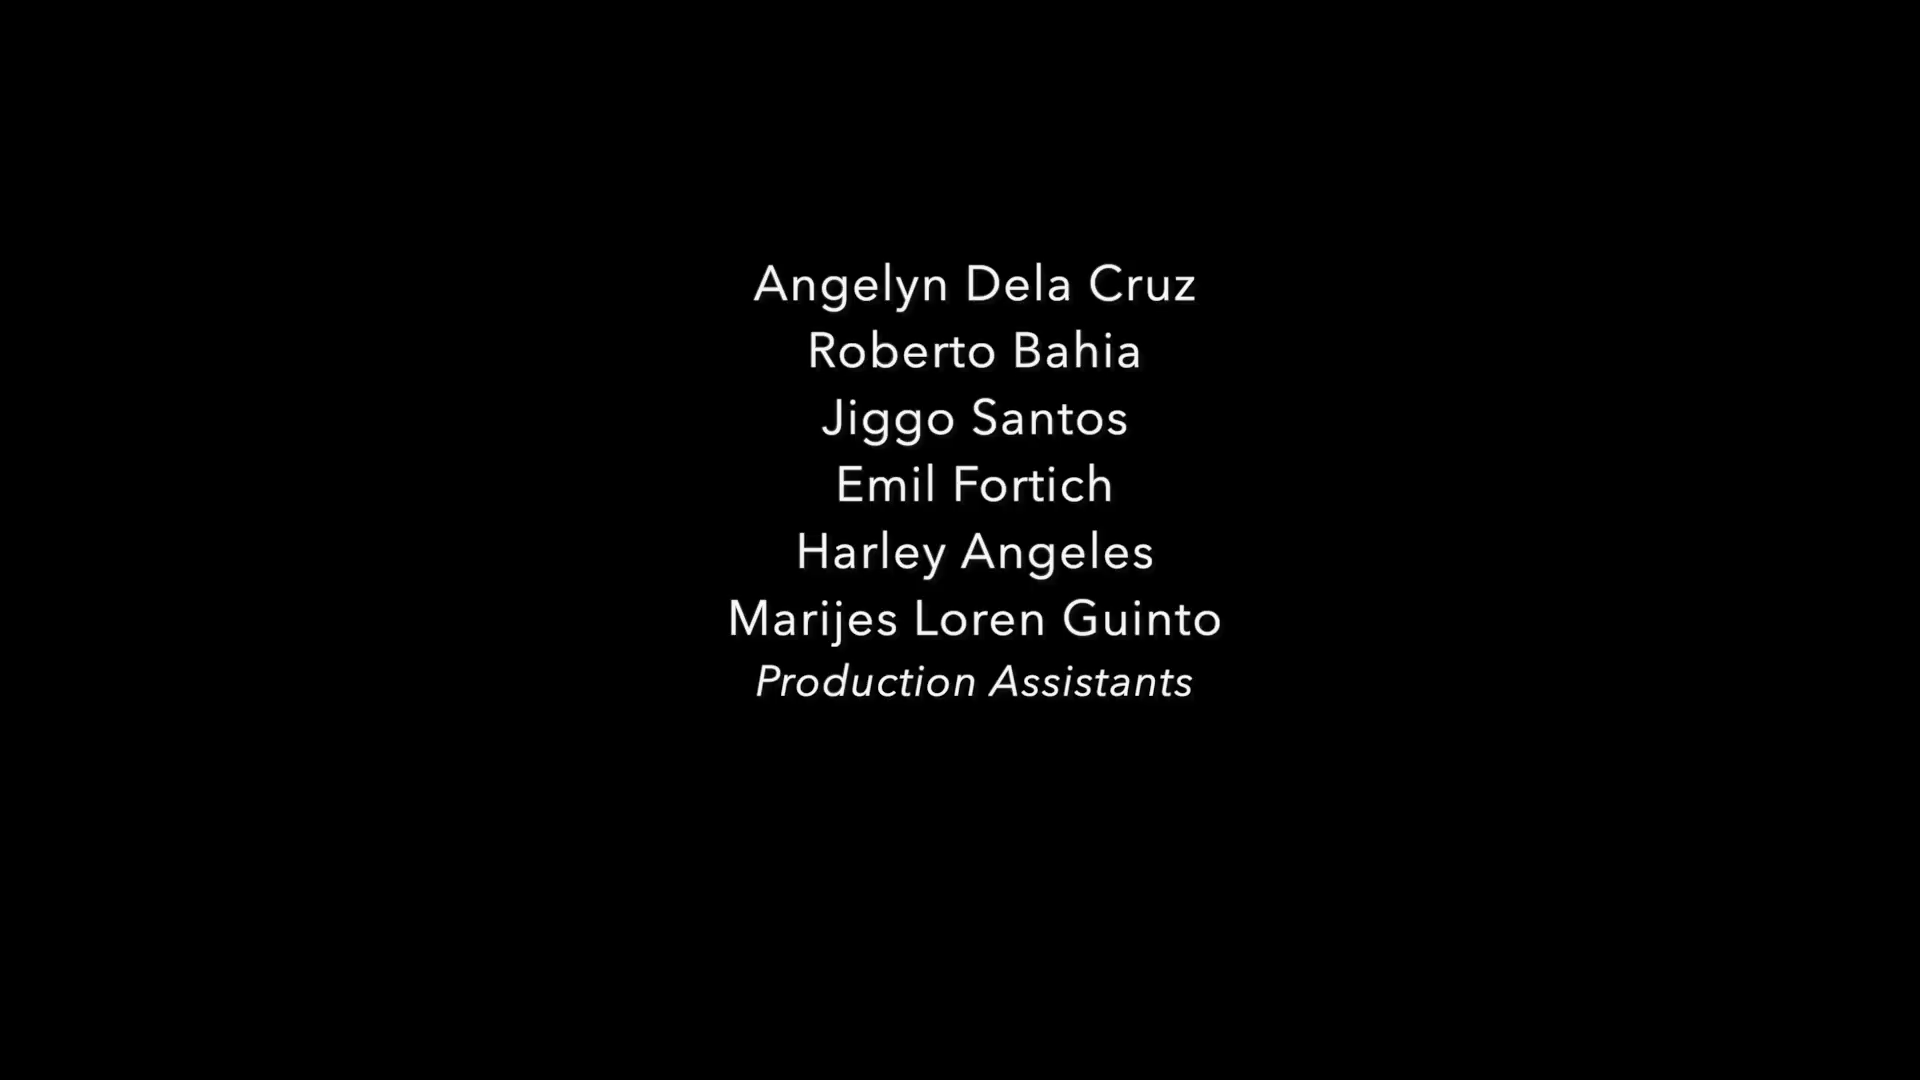 Angelyn Dela Cruz
Roberto Bahia
Jiggo Santos
Emil Fortich
Harley Angeles
Marijes Loren Guinto
Production Assistants